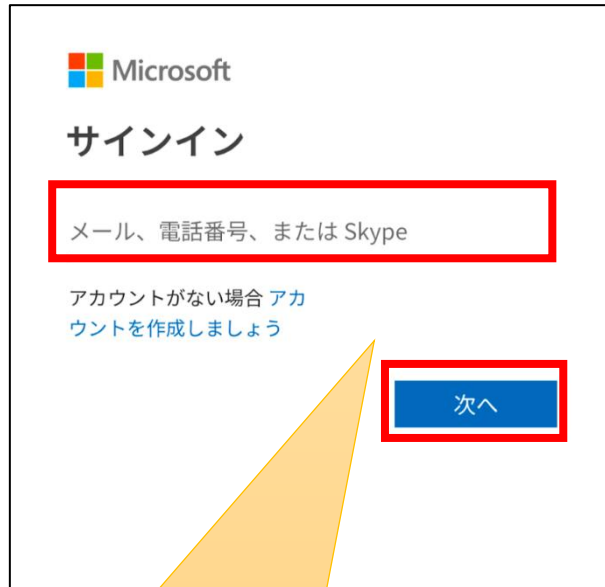 Microsoft
サインイン
メール、電話番号、または Skype
アカウントがない場合 アカ
ウントを作成しましょう
次へ